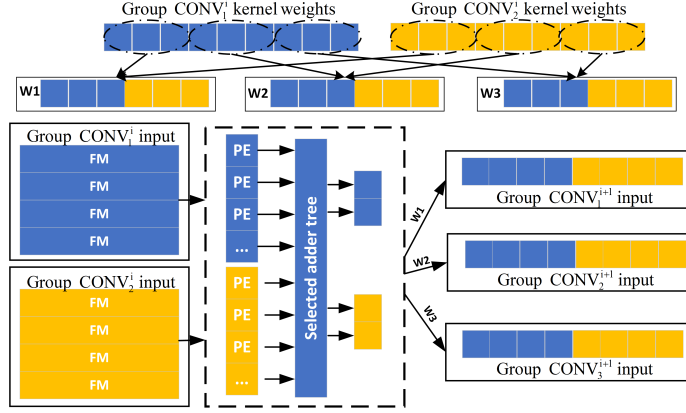 Group CONV₁ⁱ kernel weights
Group CONV₂ⁱ kernel weights
W1
W2
W3
Group CONV₁ⁱ input
FM
FM
FM
FM
Group CONV₂ⁱ input
FM
FM
FM
FM
PE
PE
PE
...
PE
PE
PE
...
Selected adder tree
W1
W2
W3
Group CONV₁ⁱ⁺¹ input
Group CONV₂ⁱ⁺¹ input
Group CONV₃ⁱ⁺¹ input